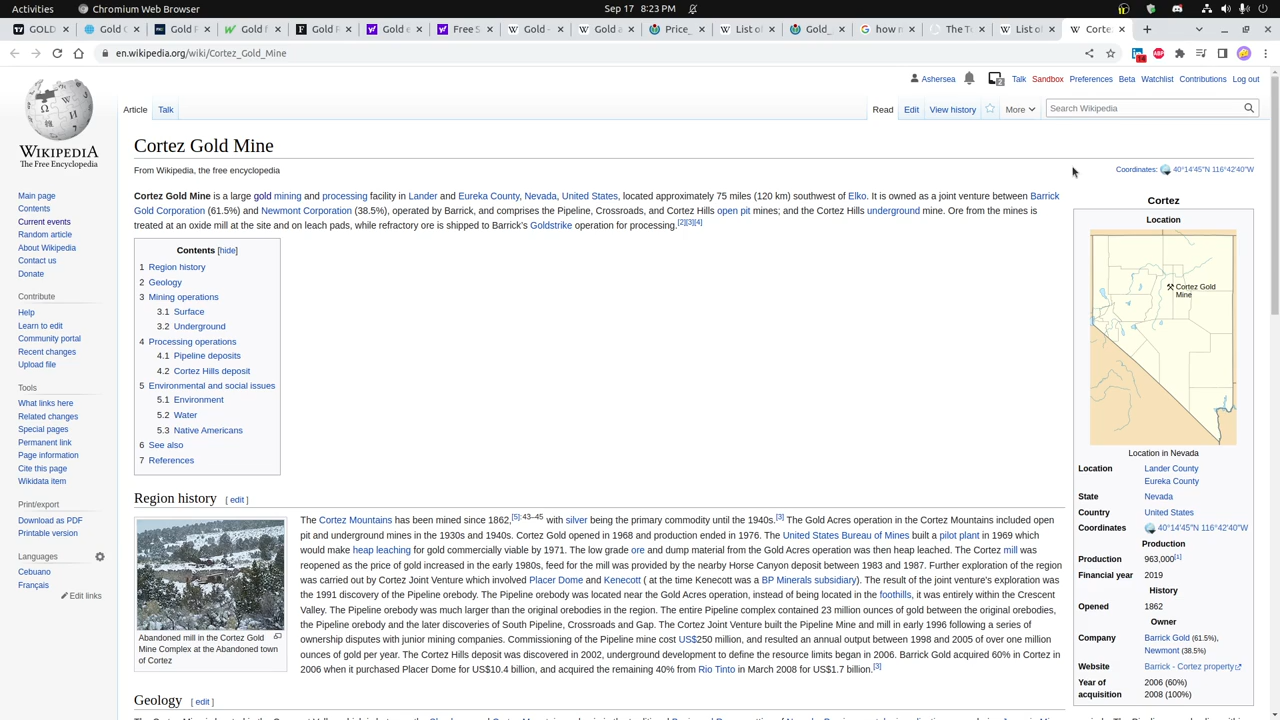 Activities
Sep 17 8:23 PM
GOLD
Global G
Gold C
Gold f
Gold P
Gold e
Free S
Gold -
Gold a
Price_
List of
Gold d
how n
The D
List of
Corte:
en.wikipedia.org/wiki/Cortez_Gold_Mine
14
ABP
WIKIPEDIA
The Free Encyclopedia
Main page
Contents
Current events
Random article
About Wikipedia
Contact us
Donate
Contribute
Help
Learn to edit
Community portal
Recent changes
Upload file
Tools
What links here
Related changes
Special pages
Permanent link
Page information
Cite this page
Wikidata item
Print/export
Download as PDF
Printable version
Languages
Cebuano
Français
Edit links
Ashersea 2 Talk Sandbox Preferences Beta Watchlist Contributions Log out
Article Talk
Read Edit View history More Search Wikipedia
Cortez Gold Mine
From Wikipedia, the free encyclopedia
Coordinates: 40°14′45″N 116°42′40″W
Cortez Gold Mine is a large gold mining and processing facility in Lander and Eureka County, Nevada, United States, located approximately 75 miles (120 km) southwest of Elko. It is owned as a joint venture between Barrick
Gold Corporation (61.5%) and Newmont Corporation (38.5%), operated by Barrick, and comprises the Pipeline, Crossroads, and Cortez Hills open pit mines; and the Cortez Hills underground mine. Ore from the mines is
treated at an oxide mill at the site and on leach pads, while refractory ore is shipped to Barrick's Goldstrike operation for processing.[2][3][4]
Contents [hide]
1 Region history
2 Geology
3 Mining operations
3.1 Surface
3.2 Underground
4 Processing operations
4.1 Pipeline deposits
4.2 Cortez Hills deposit
5 Environmental and social issues
5.1 Environment
5.2 Water
5.3 Native Americans
6 See also
7 References
Region history [ edit ]
Abandoned mill in the Cortez Gold
Mine Complex at the Abandoned town
of Cortez
The Cortez Mountains has been mined since 1862,[5]: 43–45 with silver being the primary commodity until the 1940s.[3] The Gold Acres operation in the Cortez Mountains included open
pit and underground mines in the 1930s and 1940s. Cortez Gold opened in 1968 and production ended in 1976. The United States Bureau of Mines built a pilot plant in 1969 which
would make heap leaching for gold commercially viable by 1971. The low grade ore and dump material from the Gold Acres operation was then heap leached. The Cortez mill was
reopened as the price of gold increased in the early 1980s, feed for the mill was provided by the nearby Horse Canyon deposit between 1983 and 1987. Further exploration of the region
was carried out by Cortez Joint Venture which involved Placer Dome and Kenecott ( at the time Kenecott was a BP Minerals subsidiary). The result of the joint venture's exploration was
the 1991 discovery of the Pipeline orebody. The Pipeline orebody was located near the Gold Acres operation, instead of being located in the foothills, it was entirely within the Crescent
Valley. The Pipeline orebody was much larger than the original orebodies in the region. The entire Pipeline complex contained 23 million ounces of gold between the original orebodies,
the Pipeline orebody and the later discoveries of South Pipeline, Crossroads and Gap. The Cortez Joint Venture built the Pipeline Mine and mill in early 1996 following a series of
ownership disputes with junior mining companies. Commissioning of the Pipeline mine cost US$250 million, and resulted an annual output between 1998 and 2005 of over one million
ounces of gold per year. The Cortez Hills deposit was discovered in 2002, underground development to define the resource limits began in 2006. Barrick Gold acquired 60% in Cortez in
2006 when it purchased Placer Dome for US$10.4 billion, and acquired the remaining 40% from Rio Tinto in March 2008 for US$1.7 billion.[3]
Geology [ edit ]
Cortez
Location
Cortez Gold
Mine
Location in Nevada
Location Lander County
Eureka County
State Nevada
Country United States
Coordinates 40°14′45″N 116°42′40″W
Production
Production 963,000[1]
Financial year 2019
History
Opened 1862
Owner
Company Barrick Gold (61.5%),
Newmont (38.5%)
Website Barrick - Cortez property
Year of acquisition 2006 (60%)
2008 (100%)